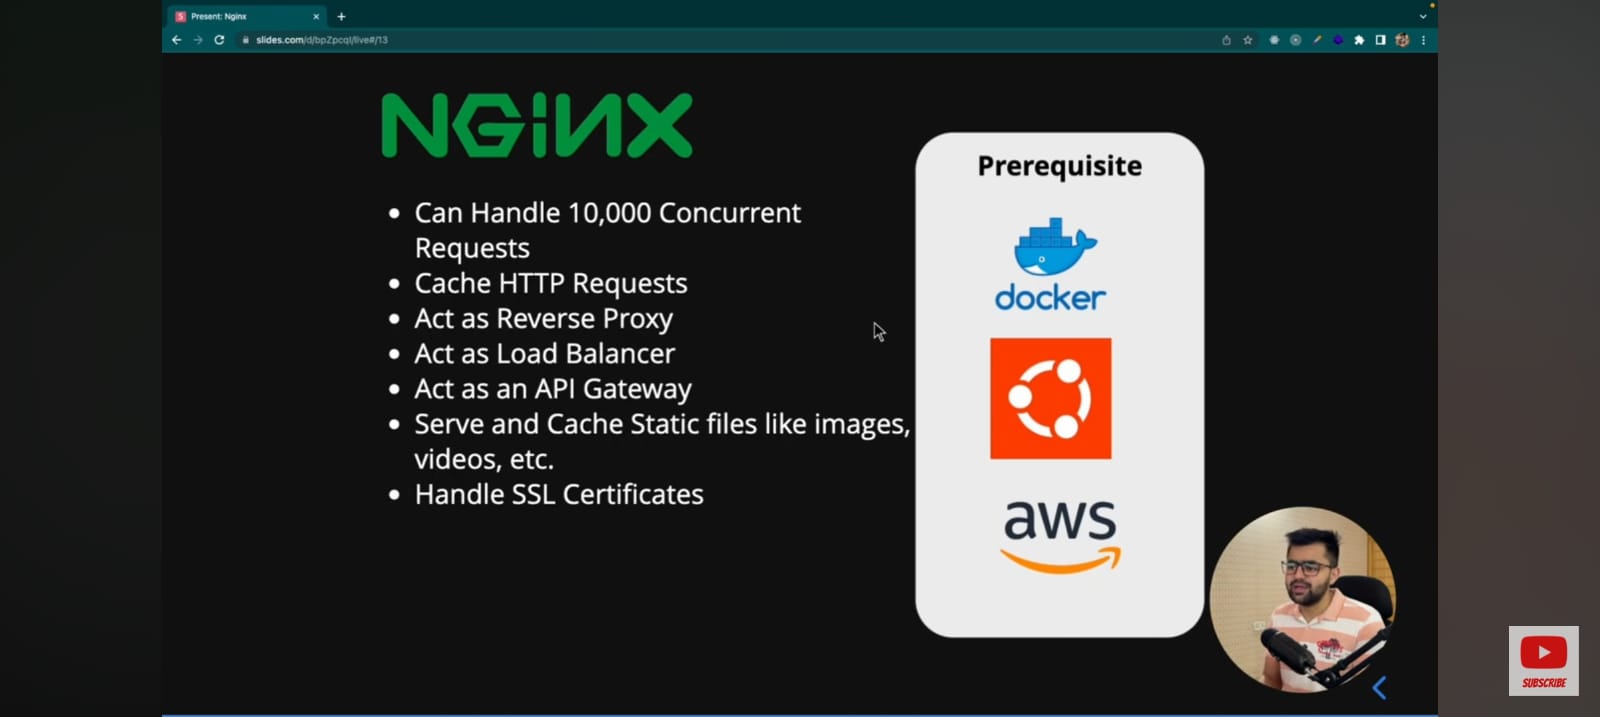 Present: Nginx
slides.com/d/bpZpcqI/live#/13
NGINX
Can Handle 10,000 Concurrent
Requests
Cache HTTP Requests
Act as Reverse Proxy
Act as Load Balancer
Act as an API Gateway
Serve and Cache Static files like images,
videos, etc.
Handle SSL Certificates
Prerequisite
docker
aws
SUBSCRIBE